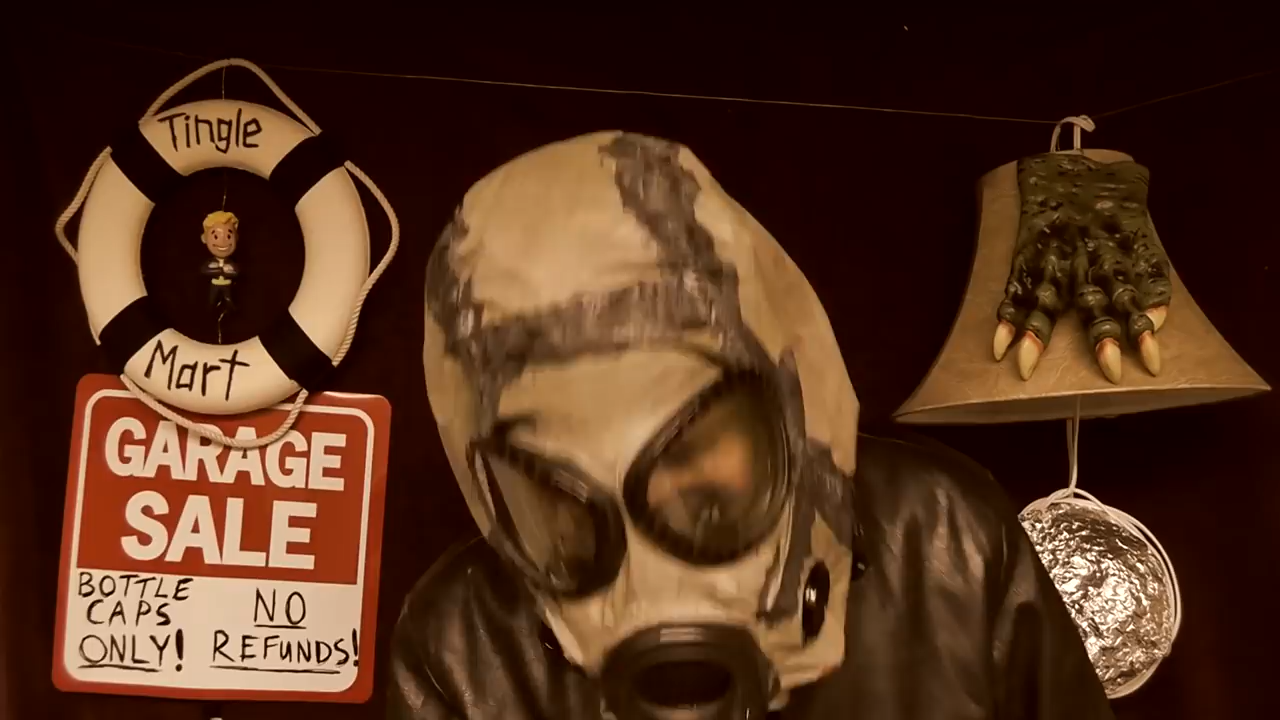 Tingle
Mart
GARAGE
SALE
BOTTLE
CAPS
ONLY!
NO
REFUNDS!